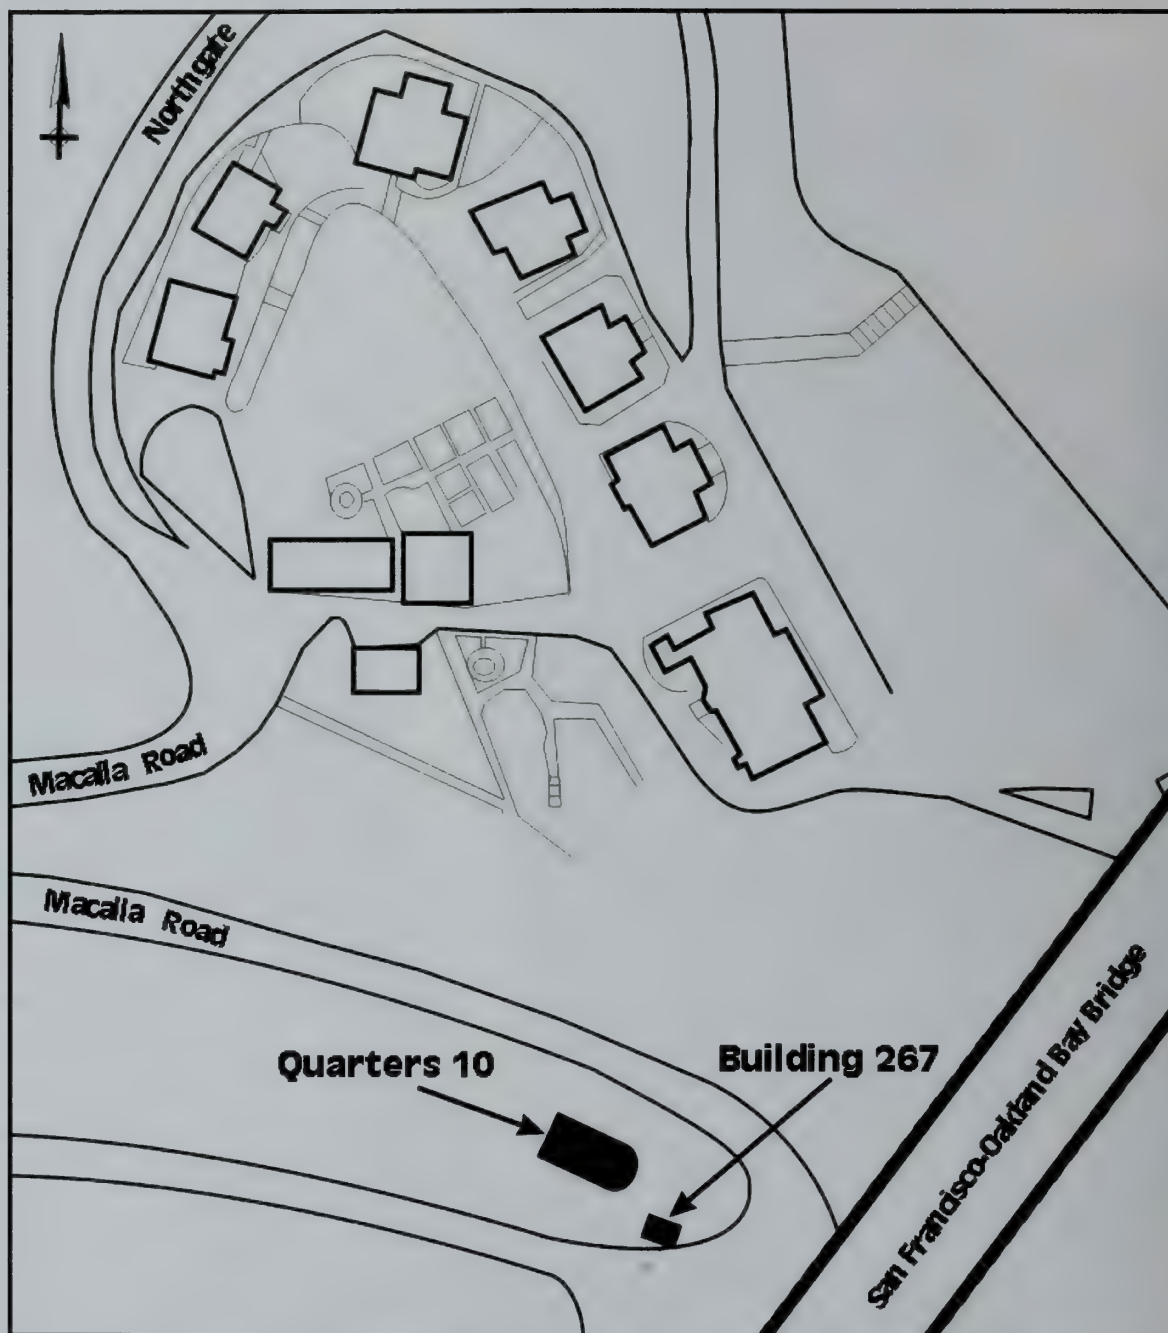 Northgate
Macalla Road
Macalla Road
Quarters 10
Building 267
San Francisco-Oakland Bay Bridge